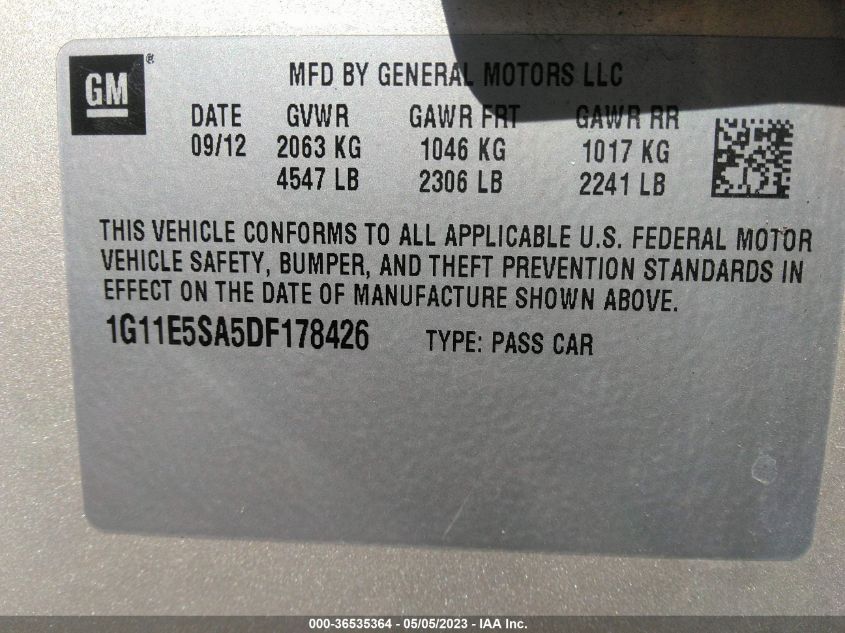 GM®
MFD BY GENERAL MOTORS LLC
DATE GVWR GAWR FRT GAWR RR
09/12 2063 KG 1046 KG 1017 KG
4547 LB 2306 LB 2241 LB
THIS VEHICLE CONFORMS TO ALL APPLICABLE U.S. FEDERAL MOTOR
VEHICLE SAFETY, BUMPER, AND THEFT PREVENTION STANDARDS IN
EFFECT ON THE DATE OF MANUFACTURE SHOWN ABOVE.
1G11E5SA5DF178426 TYPE: PASS CAR
000-36535364 - 05/05/2023 - IAA Inc.